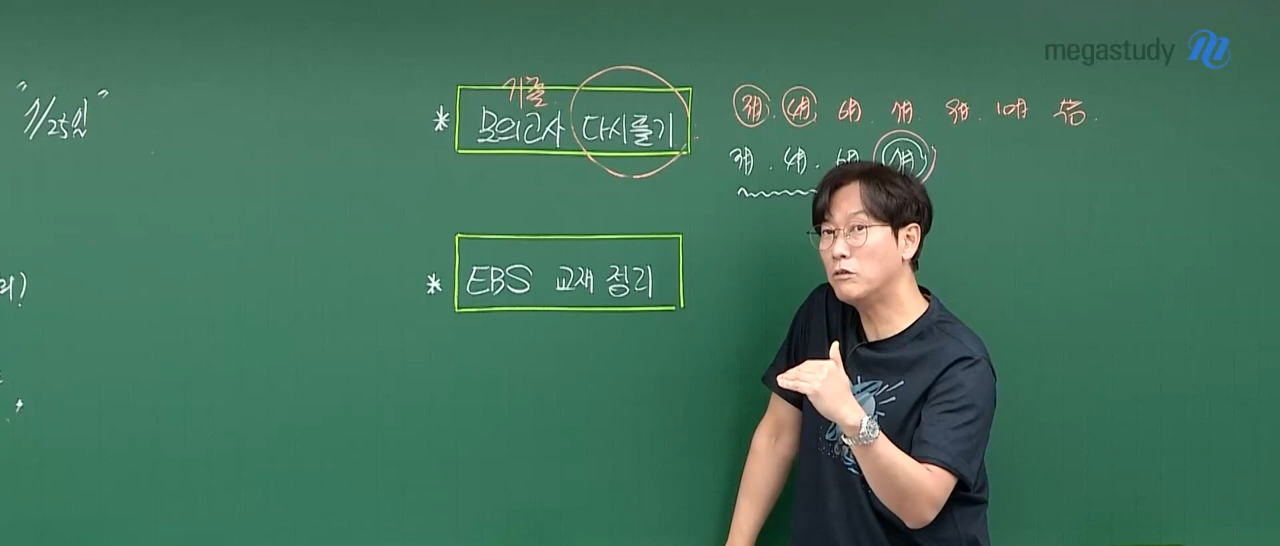 megastudy
"7/25일"
기출
* 모의고사 다시풀기
3月. 4月. 6月. 7月 9月. 10月 수능.
3月. 4月. 6月 7月
* EBS 교재 정리